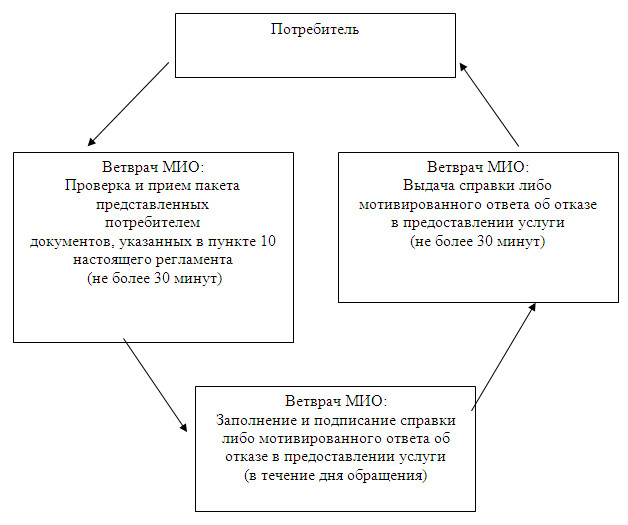 Потребитель
Ветврач МИО:
Проверка и прием пакета
представленных
потребителем
документов, указанных в пункте 10
настоящего регламента
(не более 30 минут)
Ветврач МИО:
Заполнение и подписание справки
либо мотивированного ответа об
отказе в предоставлении услуги
(в течение дня обращения)
Ветврач МИО:
Выдача справки либо
мотивированного ответа об отказе
в предоставлении услуги
(не более 30 минут)